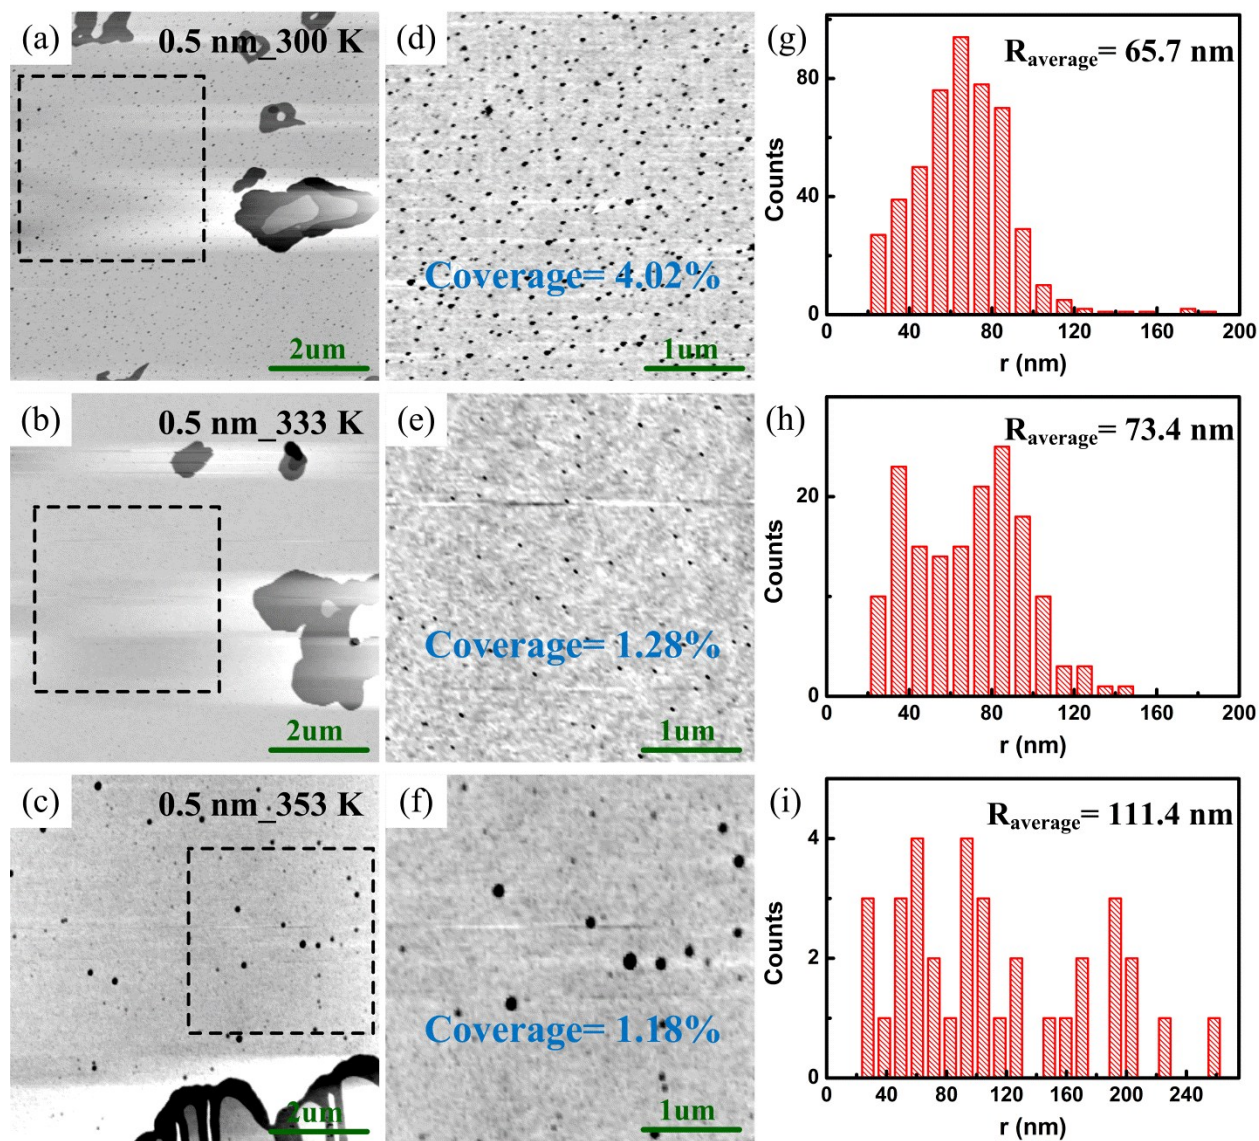 (a)
0.5 nm_300 K
2um
(d)
Coverage= 4.02%
1um
(g)
Raverage= 65.7 nm
Counts
80
40
0
0 40 80 120 160 200
r (nm)
(b)
0.5 nm_333 K
2um
(e)
Coverage= 1.28%
1um
(h)
Raverage= 73.4 nm
Counts
20
10
0
0 40 80 120 160 200
r (nm)
(c)
0.5 nm_353 K
2um
(f)
Coverage= 1.18%
1um
(i)
Raverage= 111.4 nm
Counts
4
2
0
0 40 80 120 160 200 240
r (nm)